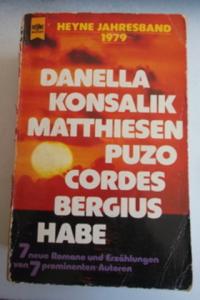 HEYNE JAHRESBAND
1979
DANELLA
KONSALIK
MATTHIESEN
PUZO
CORDES
BERGIUS
HABE
7 neue Romane und Erzählungen
von 7 prominenten Autoren